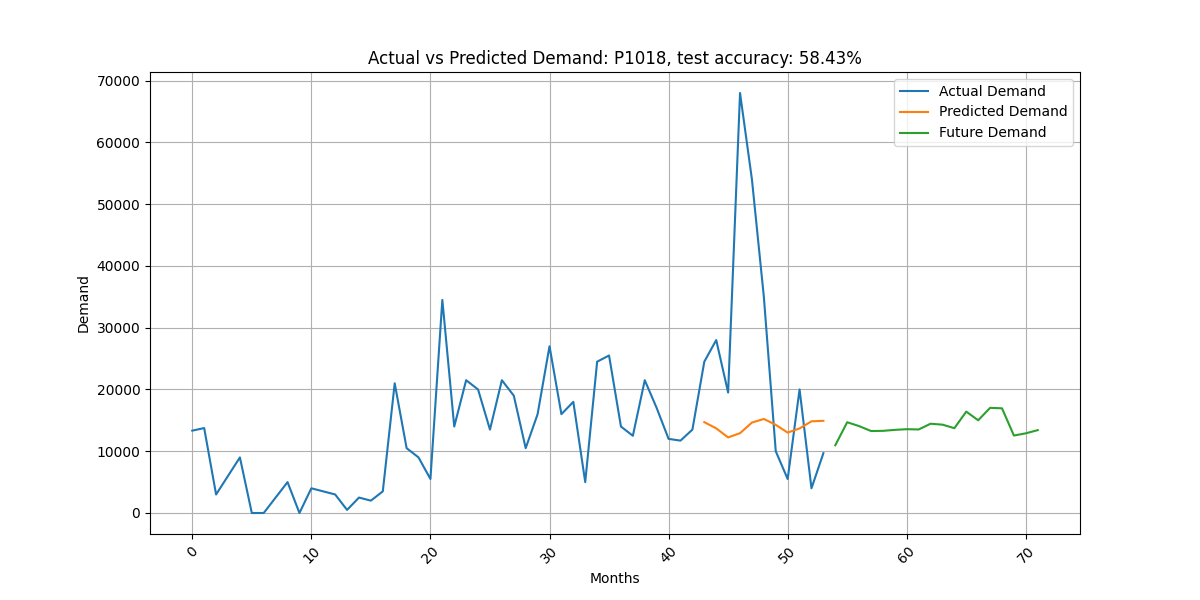 Actual vs Predicted Demand: P1018, test accuracy: 58.43%
70000
60000
50000
40000
30000
20000
10000
0
Demand
Actual Demand
Predicted Demand
Future Demand
0
10
20
30
40
50
60
70
Months